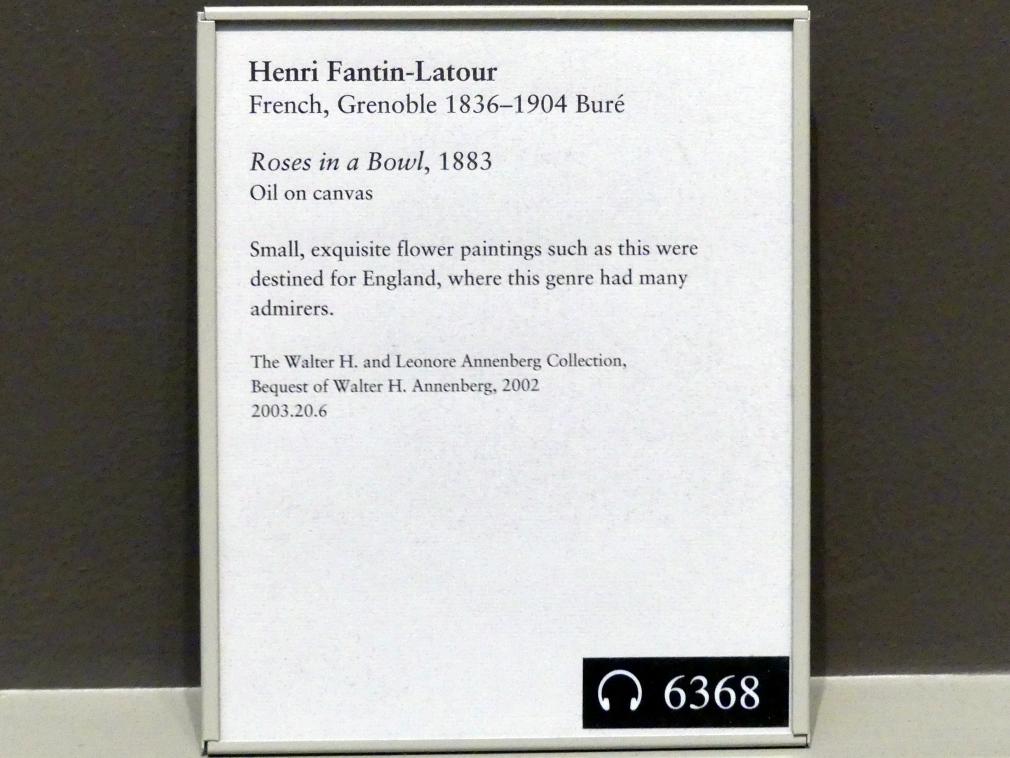 Henri Fantin-Latour
French, Grenoble 1836–1904 Buré
Roses in a Bowl, 1883
Oil on canvas
Small, exquisite flower paintings such as this were
destined for England, where this genre had many
admirers.
The Walter H. and Leonore Annenberg Collection,
Bequest of Walter H. Annenberg, 2002
2003.20.6
6368